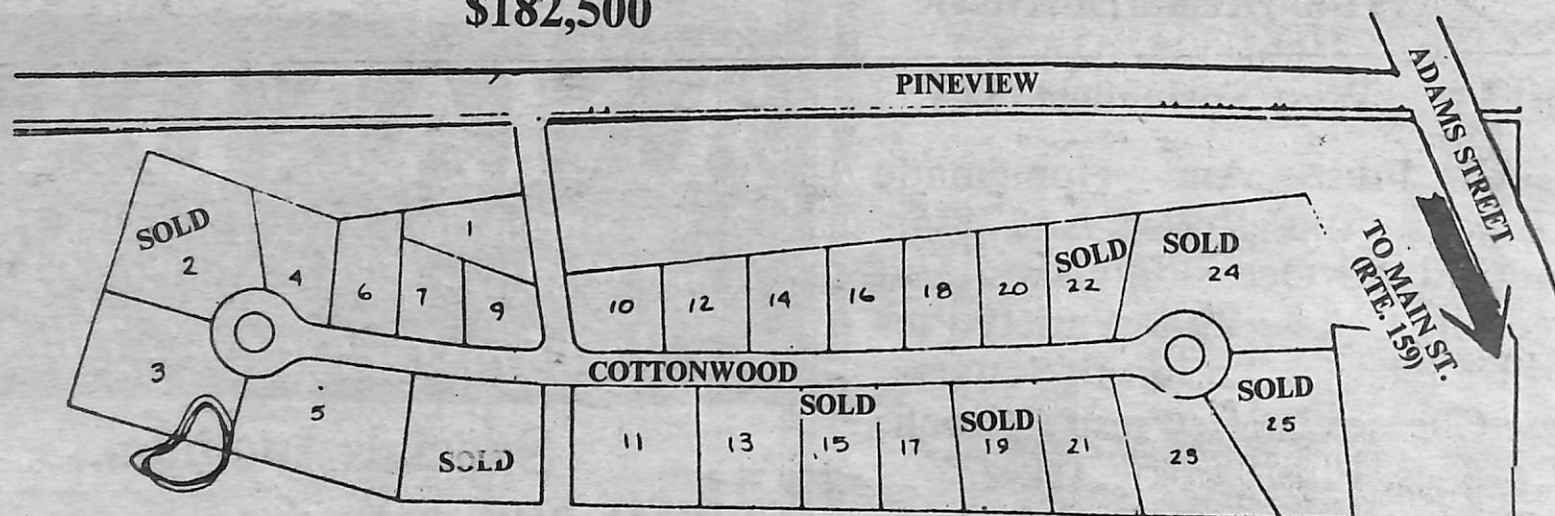 $182,500
PINEVIEW
ADAMS STREET
TO MAIN ST.
(RTE. 159)
SOLD
2
4
6
7
1
9
10
12
14
16
18
20
SOLD
22
SOLD
24
COTTONWOOD
3
5
SOLD
11
13
SOLD
15
17
SOLD
19
21
23
SOLD
25